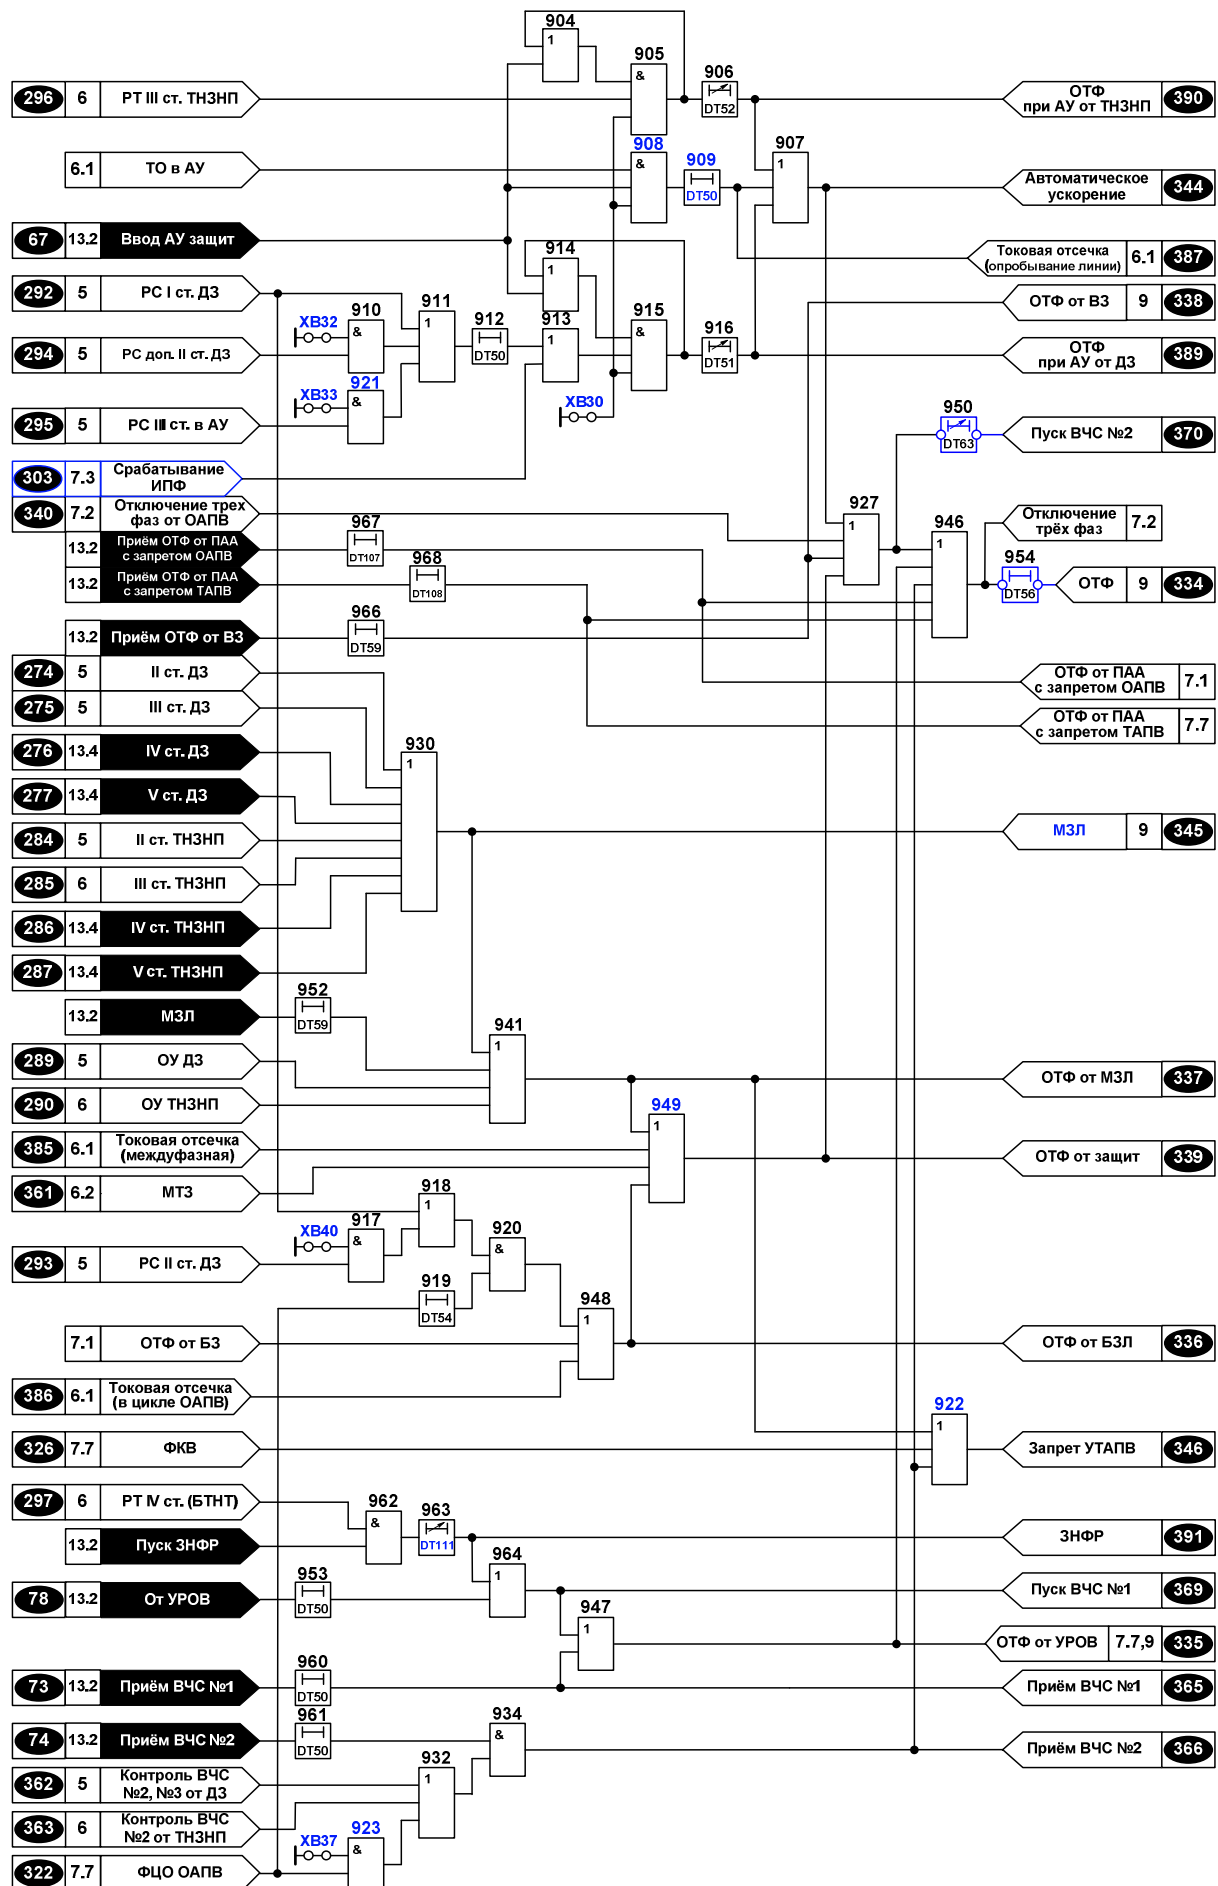 904
1
905
&
906
DT52
296 6 РТ III ст. ТНЗНП
ОТФ
при АУ от ТНЗНП 390
908
&
909
DT50
907
1
6.1 ТО в АУ
Автоматическое
ускорение 344
67 13.2 Ввод АУ защит
914
1
Токовая отсечка
(опробывание линии) 6.1 387
292 5 РС I ст. ДЗ
ОТФ от ВЗ 9 338
XB32
910
&
911
1
912
DT50
913
1
915
&
916
DT51
294 5 РС доп. II ст. ДЗ
ОТФ
при АУ от ДЗ 389
XB33
921
&
XB30
295 5 РС III ст. в АУ
950
DT63
Пуск ВЧС №2 370
303 7.3 Срабатывание
ИПФ
340 7.2 Отключение трех
фаз от ОАПВ
927
1
946
1
Отключение
трёх фаз 7.2
13.2 Приём ОТФ от ПАА
с запретом ОАПВ
967
DT107
13.2 Приём ОТФ от ПАА
с запретом ТАПВ
968
DT108
954
DT56
ОТФ 9 334
13.2 Приём ОТФ от ВЗ
966
DT59
274 5 II ст. ДЗ
ОТФ от ПАА
с запретом ОАПВ 7.1
275 5 III ст. ДЗ
ОТФ от ПАА
с запретом ТАПВ 7.7
276 13.4 IV ст. ДЗ
930
1
277 13.4 V ст. ДЗ
284 5 II ст. ТНЗНП
МЗЛ 9 345
285 6 III ст. ТНЗНП
286 13.4 IV ст. ТНЗНП
287 13.4 V ст. ТНЗНП
13.2 МЗЛ
952
DT59
941
1
289 5 ОУ ДЗ
ОТФ от МЗЛ 337
290 6 ОУ ТНЗНП
949
1
385 6.1 Токовая отсечка
(междуфазная)
ОТФ от защит 339
361 6.2 МТЗ
918
1
XB40
917
&
920
&
293 5 РС II ст. ДЗ
919
DT54
948
1
7.1 ОТФ от БЗ
ОТФ от БЗЛ 336
386 6.1 Токовая отсечка
(в цикле ОАПВ)
922
1
326 7.7 ФКВ
Запрет УТАПВ 346
297 6 РТ IV ст. (БТНТ)
962
&
963
DT111
13.2 Пуск ЗНФР
ЗНФР 391
964
1
78 13.2 От УРОВ
953
DT50
Пуск ВЧС №1 369
947
1
ОТФ от УРОВ 7.7,9 335
73 13.2 Приём ВЧС №1
960
DT50
Приём ВЧС №1 365
74 13.2 Приём ВЧС №2
961
DT50
934
&
Приём ВЧС №2 366
932
1
362 5 Контроль ВЧС
№2, №3 от ДЗ
363 6 Контроль ВЧС
№2 от ТНЗНП
XB37
923
&
322 7.7 ФЦО ОАПВ